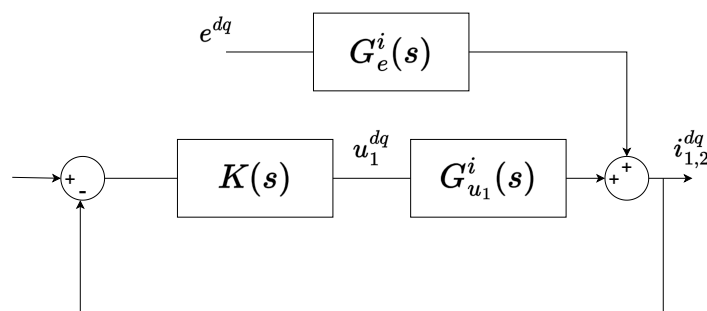 e^{dq}
G_e^i(s)
+
-
K(s)
u_1^{dq}
G_{u_1}^i(s)
+
+
i_{1,2}^{dq}